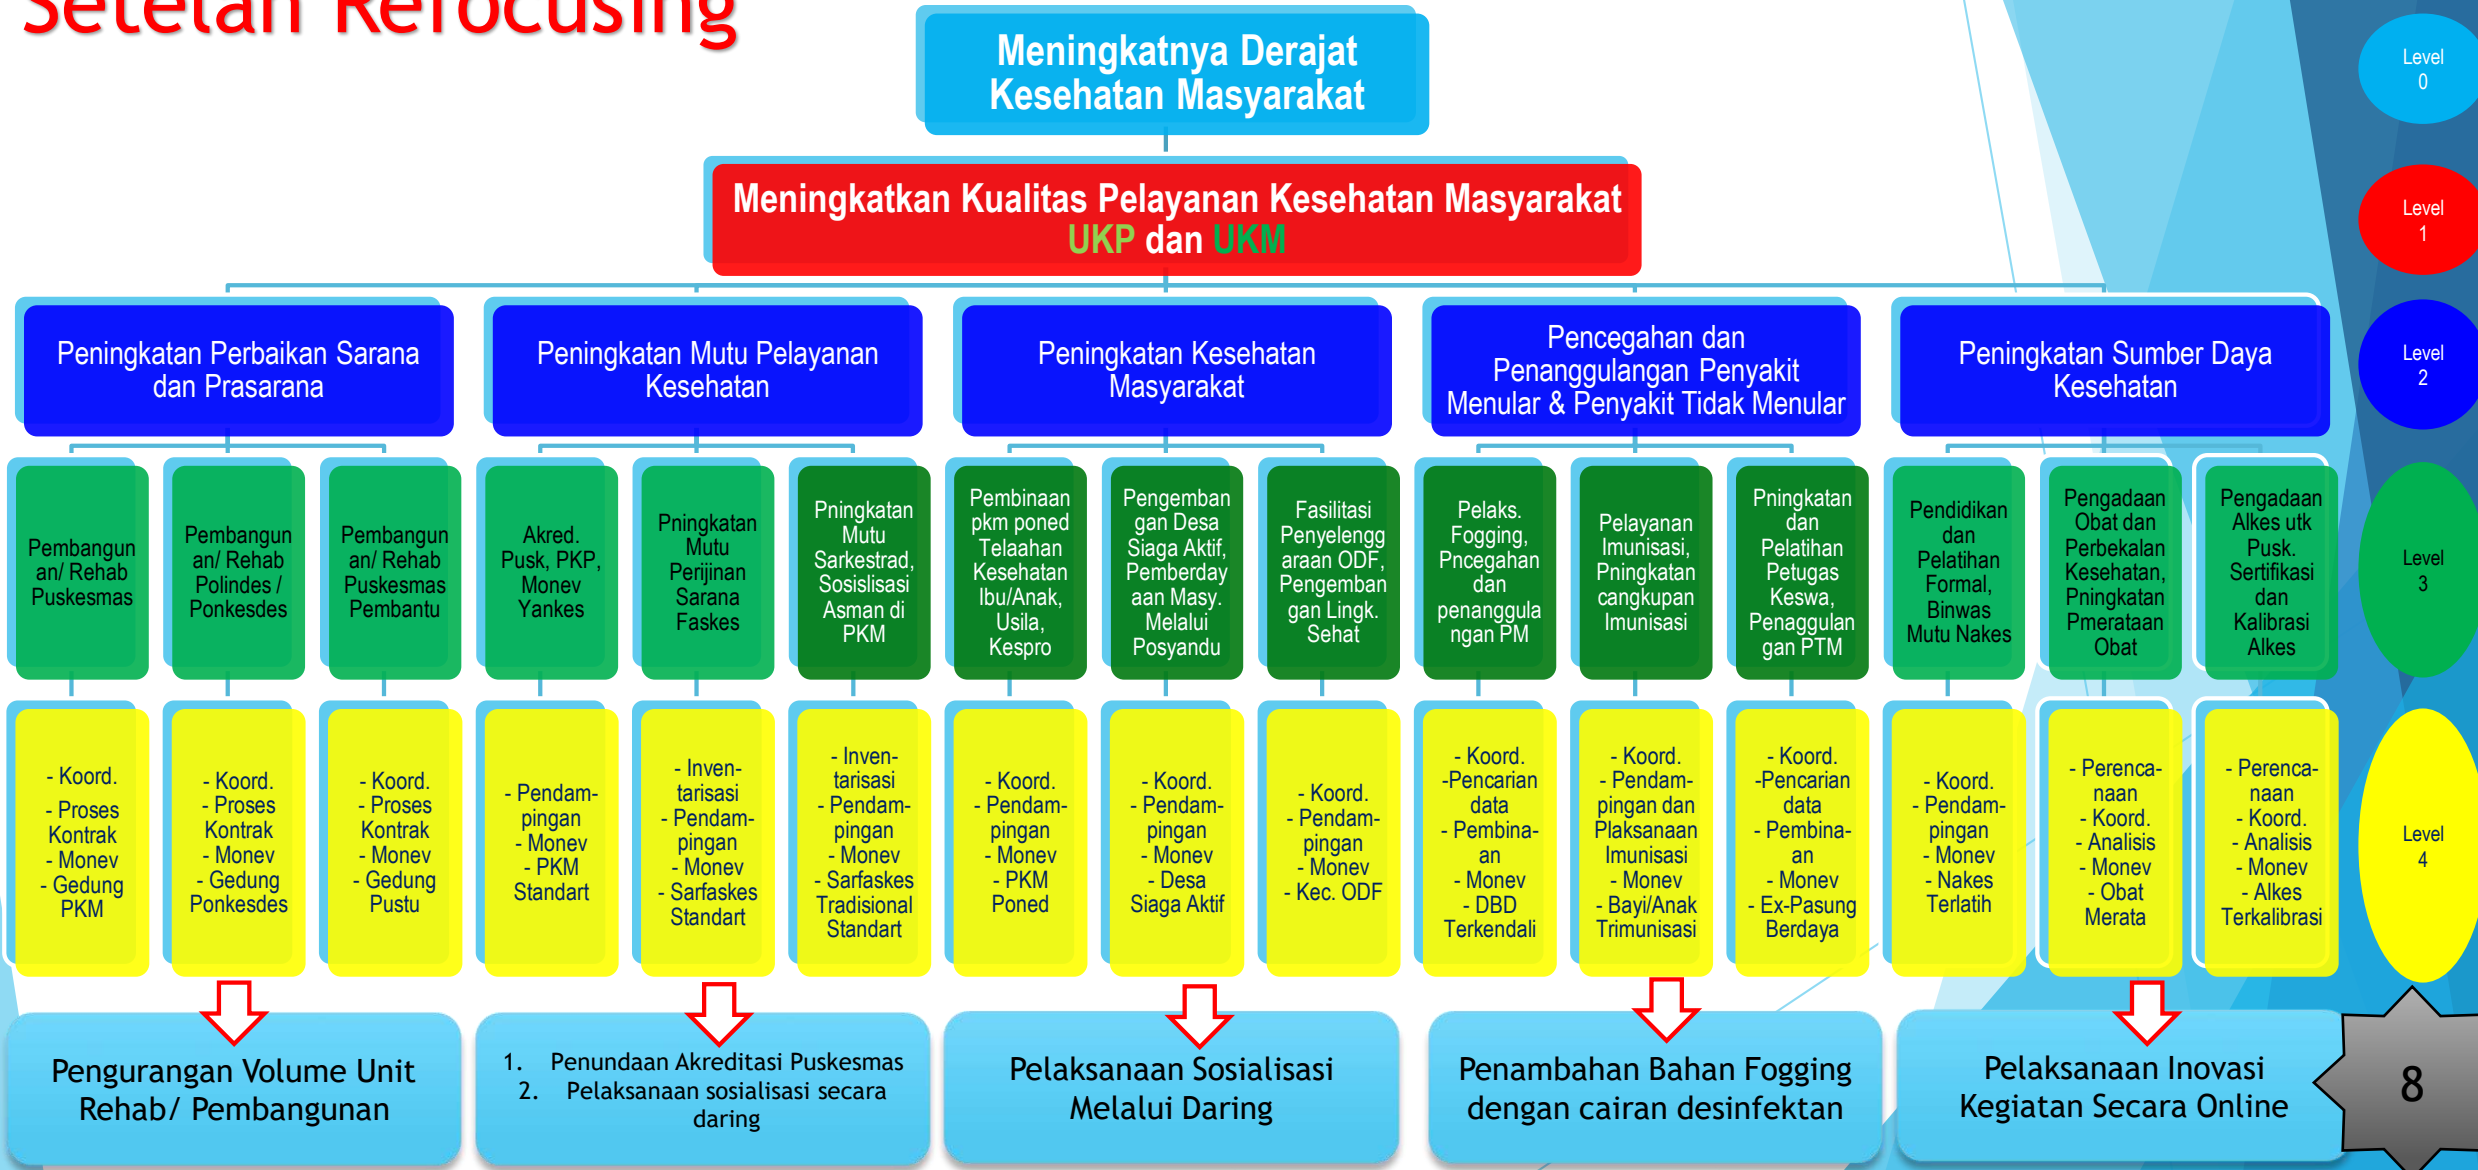 Setelah Refocusing
Meningkatnya Derajat
Kesehatan Masyarakat
Level
0
Meningkatkan Kualitas Pelayanan Kesehatan Masyarakat
UKP dan UKM
Level
1
Peningkatan Perbaikan Sarana
dan Prasarana
Peningkatan Mutu Pelayanan
Kesehatan
Peningkatan Kesehatan
Masyarakat
Pencegahan dan
Penanggulangan Penyakit
Menular & Penyakit Tidak Menular
Peningkatan Sumber Daya
Kesehatan
Level
2
Pembangun
an/ Rehab
Puskesmas
Pembangun
an/ Rehab
Polindes /
Ponkesdes
Pembangun
an/ Rehab
Puskesmas
Pembantu
Akred.
Pusk, PKP,
Monev
Yankes
Pningkatan
Mutu
Perijinan
Sarana
Faskes
Pningkatan
Mutu
Sarkestrad,
Sosislisasi
Asman di
PKM
Pembinaan
pkm poned
Telaahan
Kesehatan
Ibu/Anak,
Usila,
Kespro
Pengemban
gan Desa
Siaga Aktif,
Pemberday
aan Masy.
Melalui
Posyandu
Fasilitasi
Penyelengg
araan ODF,
Pengemban
gan Lingk.
Sehat
Pelaks.
Fogging,
Pncegahan
dan
penanggula
ngan PM
Pelayanan
Imunisasi,
Pningkatan
cangkupan
Imunisasi
Pningkatan
dan
Pelatihan
Petugas
Keswa,
Penaggulan
gan PTM
Pendidikan
dan
Pelatihan
Formal,
Binwas
Mutu Nakes
Pengadaan
Obat dan
Perbekalan
Kesehatan,
Pningkatan
Pmerataan
Obat
Pengadaan
Alkes utk
Pusk.
Sertifikasi
dan
Kalibrasi
Alkes
Level
3
- Koord.
- Proses
Kontrak
- Monev
- Gedung
PKM
- Koord.
- Proses
Kontrak
- Monev
- Gedung
Ponkesdes
- Koord.
- Proses
Kontrak
- Monev
- Gedung
Pustu
- Pendam-
pingan
- Monev
- PKM
Standart
- Inven-
tarisasi
- Pendam-
pingan
- Monev
- Sarfaskes
Standart
- Inven-
tarisasi
- Pendam-
pingan
- Monev
- Sarfaskes
Tradisional
Standart
- Koord.
- Pendam-
pingan
- Monev
- PKM
Poned
- Koord.
- Pendam-
pingan
- Monev
- Desa
Siaga Aktif
- Koord.
- Pendam-
pingan
- Monev
- Kec. ODF
- Koord.
-Pencarian
data
- Pembina-
an
- Monev
- DBD
Terkendali
- Koord.
- Pendam-
pingan dan
Plaksanaan
Imunisasi
- Monev
- Bayi/Anak
Trimunisasi
- Koord.
-Pencarian
data
- Pembina-
an
- Monev
- Ex-Pasung
Berdaya
- Koord.
- Pendam-
pingan
- Monev
- Nakes
Terlatih
- Perenca-
naan
- Koord.
- Analisis
- Monev
- Obat
Merata
- Perenca-
naan
- Koord.
- Analisis
- Monev
- Alkes
Terkalibrasi
Level
4
Pengurangan Volume Unit
Rehab/ Pembangunan
1. Penundaan Akreditasi Puskesmas
2. Pelaksanaan sosialisasi secara
daring
Pelaksanaan Sosialisasi
Melalui Daring
Penambahan Bahan Fogging
dengan cairan desinfektan
Pelaksanaan Inovasi
Kegiatan Secara Online
8